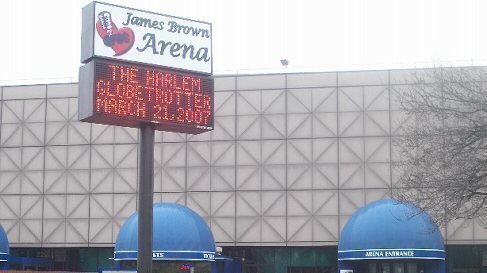 James Brown
Arena
THE HARLEM
GLOBETROTTER
MARCH 21,2007
ARENA ENTRANCE